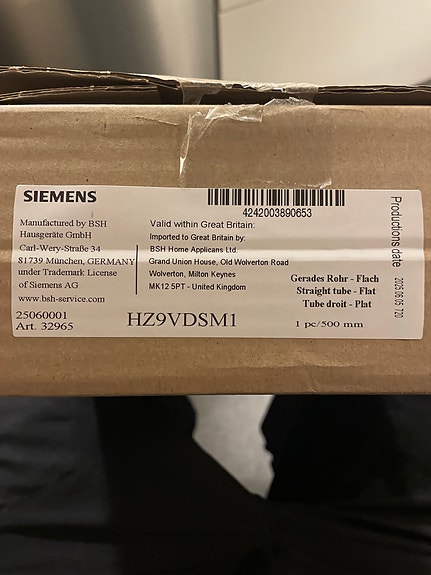 SIEMENS
4242003890653
Manufactured by BSH
Hausgeräte GmbH
Carl-Wery-Straße 34
81739 München, GERMANY
under Trademark License
of Siemens AG
www.bsh-service.com
25060001
Art. 32965
Valid within Great Britain:
Imported to Great Britain by:
BSH Home Applicans Ltd.
Grand Union House, Old Wolverton Road
Wolverton, Milton Keynes
MK12 5PT - United Kingdom
HZ9VDSM1
Gerades Rohr - Flach
Straight tube - Flat
Tube droit - Plat
1 pc/500 mm
Productions date
2025.06.05 720